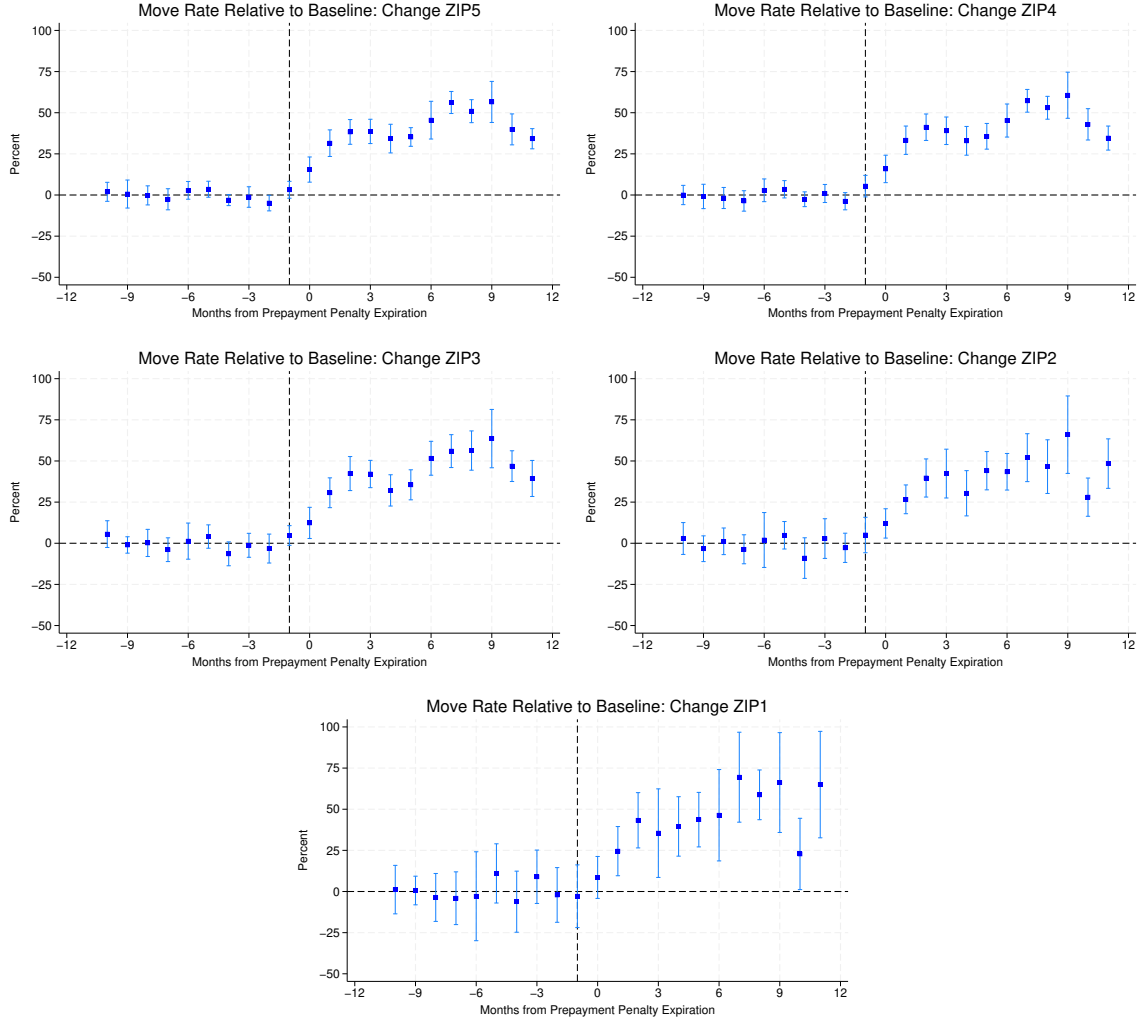 Move Rate Relative to Baseline: Change ZIP5
100
75
50
25
0
−25
−50
Percent
−12 −9 −6 −3 0 3 6 9 12
Months from Prepayment Penalty Expiration
Move Rate Relative to Baseline: Change ZIP4
100
75
50
25
0
−25
−50
Percent
−12 −9 −6 −3 0 3 6 9 12
Months from Prepayment Penalty Expiration
Move Rate Relative to Baseline: Change ZIP3
100
75
50
25
0
−25
−50
Percent
−12 −9 −6 −3 0 3 6 9 12
Months from Prepayment Penalty Expiration
Move Rate Relative to Baseline: Change ZIP2
100
75
50
25
0
−25
−50
Percent
−12 −9 −6 −3 0 3 6 9 12
Months from Prepayment Penalty Expiration
Move Rate Relative to Baseline: Change ZIP1
100
75
50
25
0
−25
−50
Percent
−12 −9 −6 −3 0 3 6 9 12
Months from Prepayment Penalty Expiration